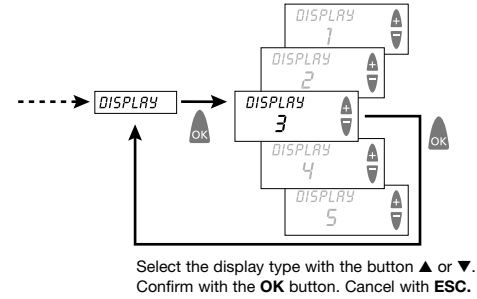 DISPLAY
1
DISPLAY
2
DISPLAY
OK
DISPLAY
3
OK
DISPLAY
4
DISPLAY
5
Select the display type with the button ▲ or ▼.
Confirm with the OK button. Cancel with ESC.